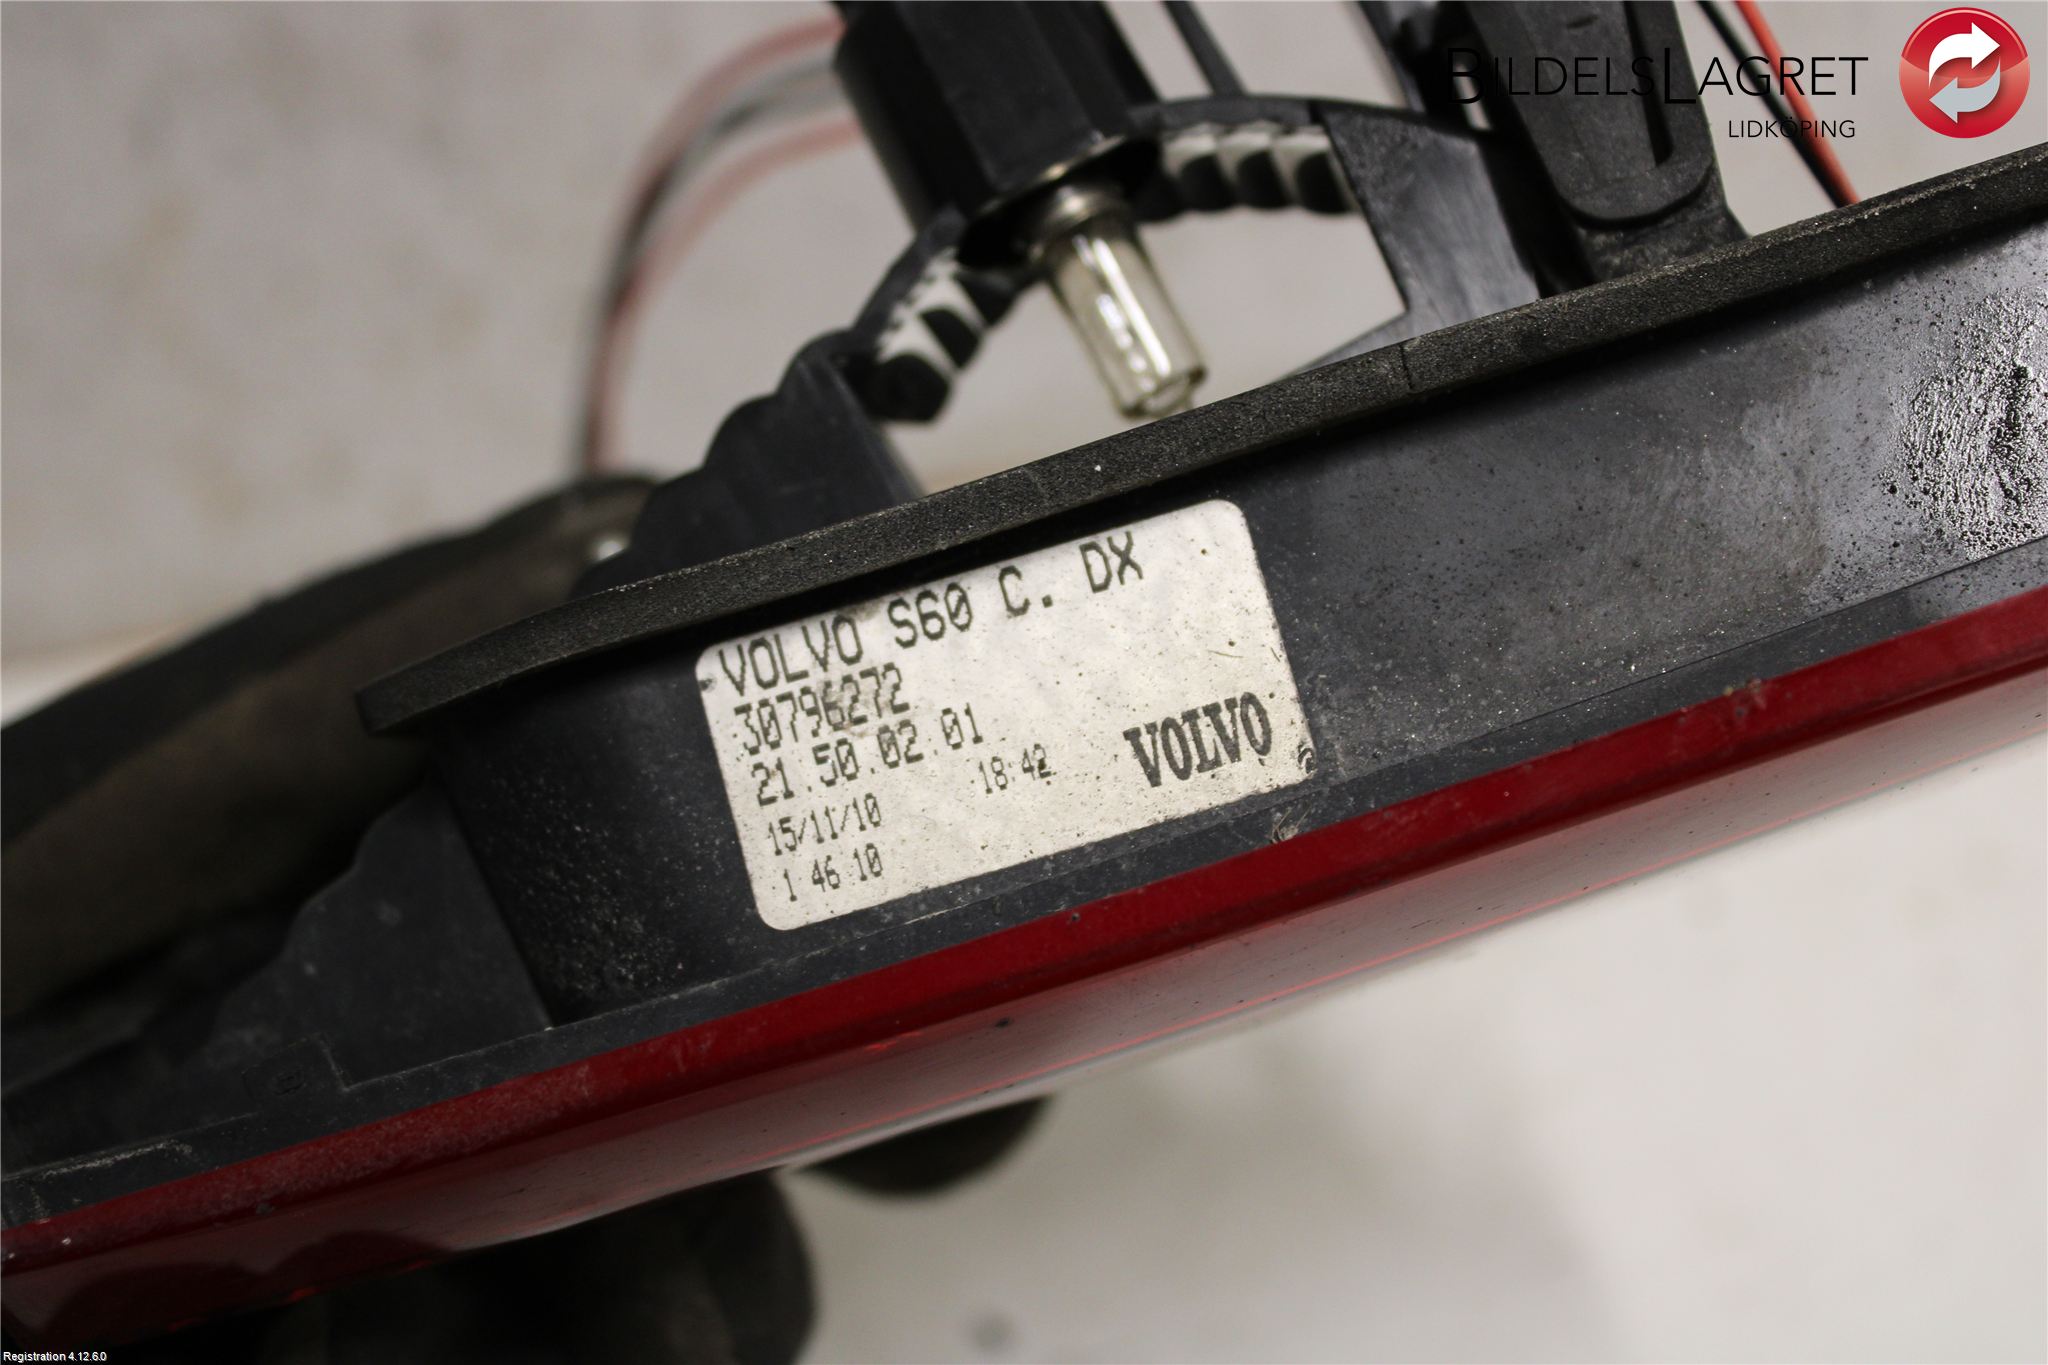 BILDELSLAGRET
LIDKÖPING
VOLVO S60 C. DX
30796272
21.50.02.01
15/11/10 18:42
1 46 10
VOLVO
Registration 4.12.6.0